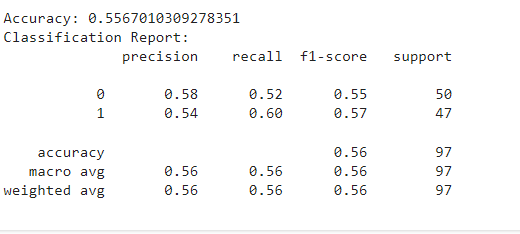 Accuracy: 0.5567010309278351
Classification Report:
precision recall f1-score support
0 0.58 0.52 0.55 50
1 0.54 0.60 0.57 47
accuracy 0.56 97
macro avg 0.56 0.56 0.56 97
weighted avg 0.56 0.56 0.56 97